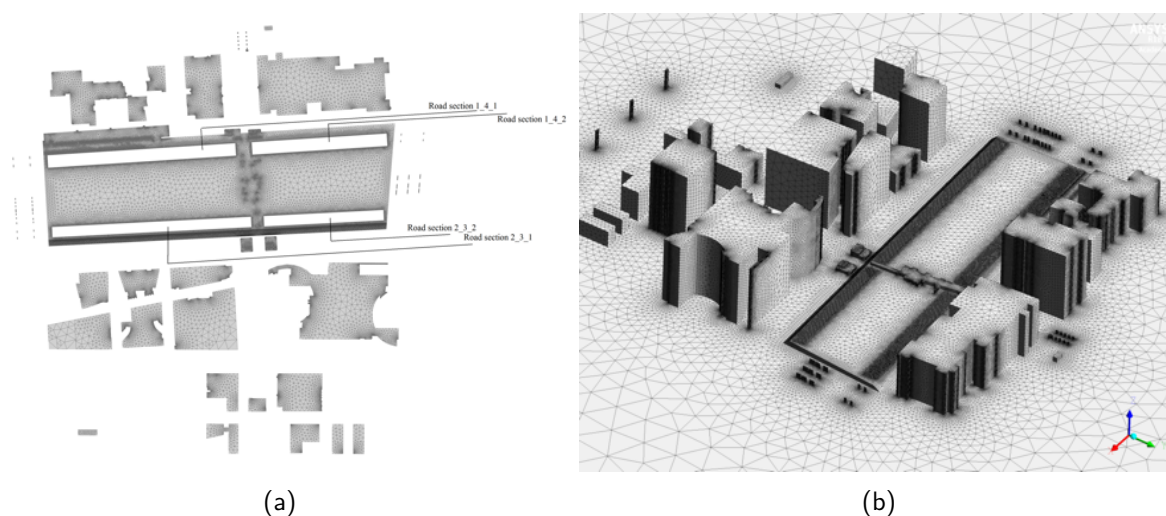 Road section 1_4_1
Road section 1_4_2
Road section 2_3_2
Road section 2_3_1
(a)
(b)